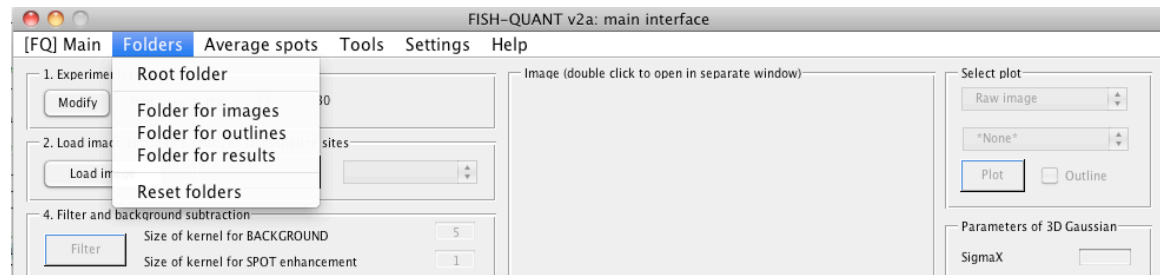 FISH-QUANT v2a: main interface
[FQ] Main Folders Average spots Tools Settings Help
Root folder
Folder for images
Folder for outlines
Folder for results
Reset folders
1. Experime
Modify
30
2. Load imag
sites
Load im
4. Filter and background subtraction
Filter
Size of kernel for BACKGROUND 5
Size of kernel for SPOT enhancement 1
Image (double click to open in separate window)
Select plot
Raw image
*None*
Plot Outline
Parameters of 3D Gaussian
SigmaX